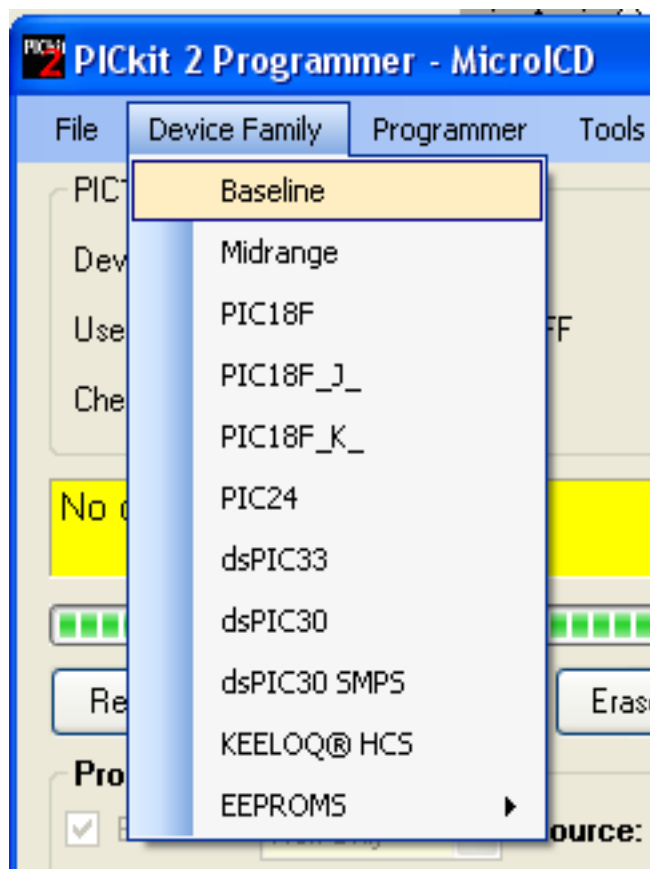 PICkit 2 Programmer - MicroICD
File Device Family Programmer Tools
Baseline
Midrange
PIC18F
PIC18F_J_
PIC18F_K_
PIC24
dsPIC33
dsPIC30
dsPIC30 SMPS
KEELOQ® HCS
EEPROMS